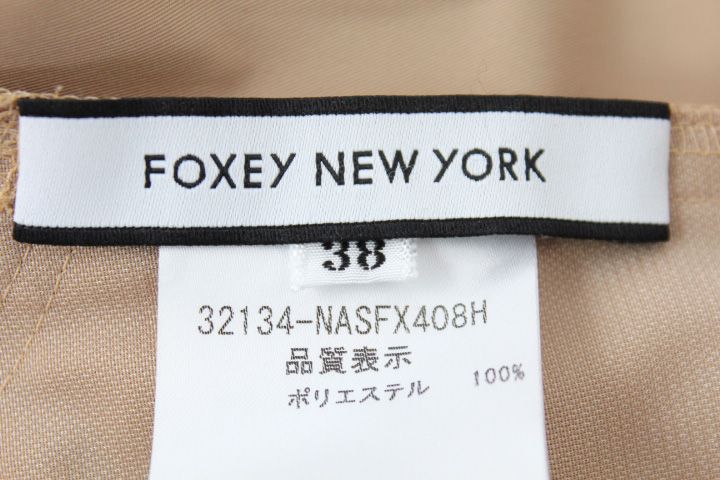 FOXEY NEW YORK
38
32134-NASFX408H
品質表示
ポリエステル 100%